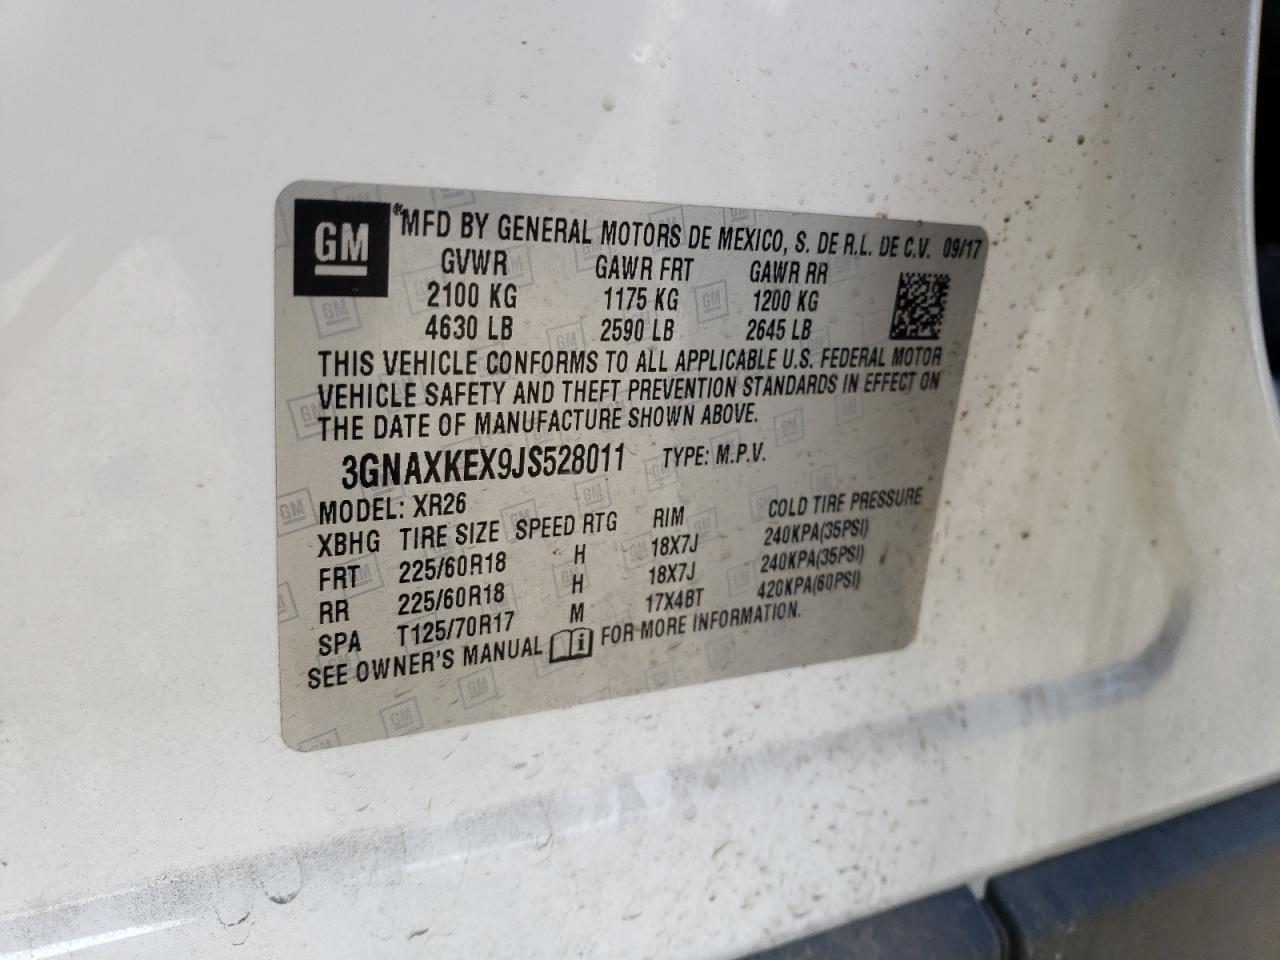 GM
MFD BY GENERAL MOTORS DE MEXICO, S. DE R.L. DE C.V. 09/17
GVWR GAWR FRT GAWR RR
2100 KG 1175 KG 1200 KG
4630 LB 2590 LB 2645 LB
THIS VEHICLE CONFORMS TO ALL APPLICABLE U.S. FEDERAL MOTOR
VEHICLE SAFETY AND THEFT PREVENTION STANDARDS IN EFFECT ON
THE DATE OF MANUFACTURE SHOWN ABOVE.
3GNAXKEX9JS528011 TYPE: M.P.V.
MODEL: XR26
XBHG TIRE SIZE SPEED RTG RIM COLD TIRE PRESSURE
FRT 225/60R18 H 18X7J 240KPA(35PSI)
RR 225/60R18 H 18X7J 240KPA(35PSI)
SPA T125/70R17 M 17X4BT 420KPA(60PSI)
SEE OWNER'S MANUAL i FOR MORE INFORMATION.